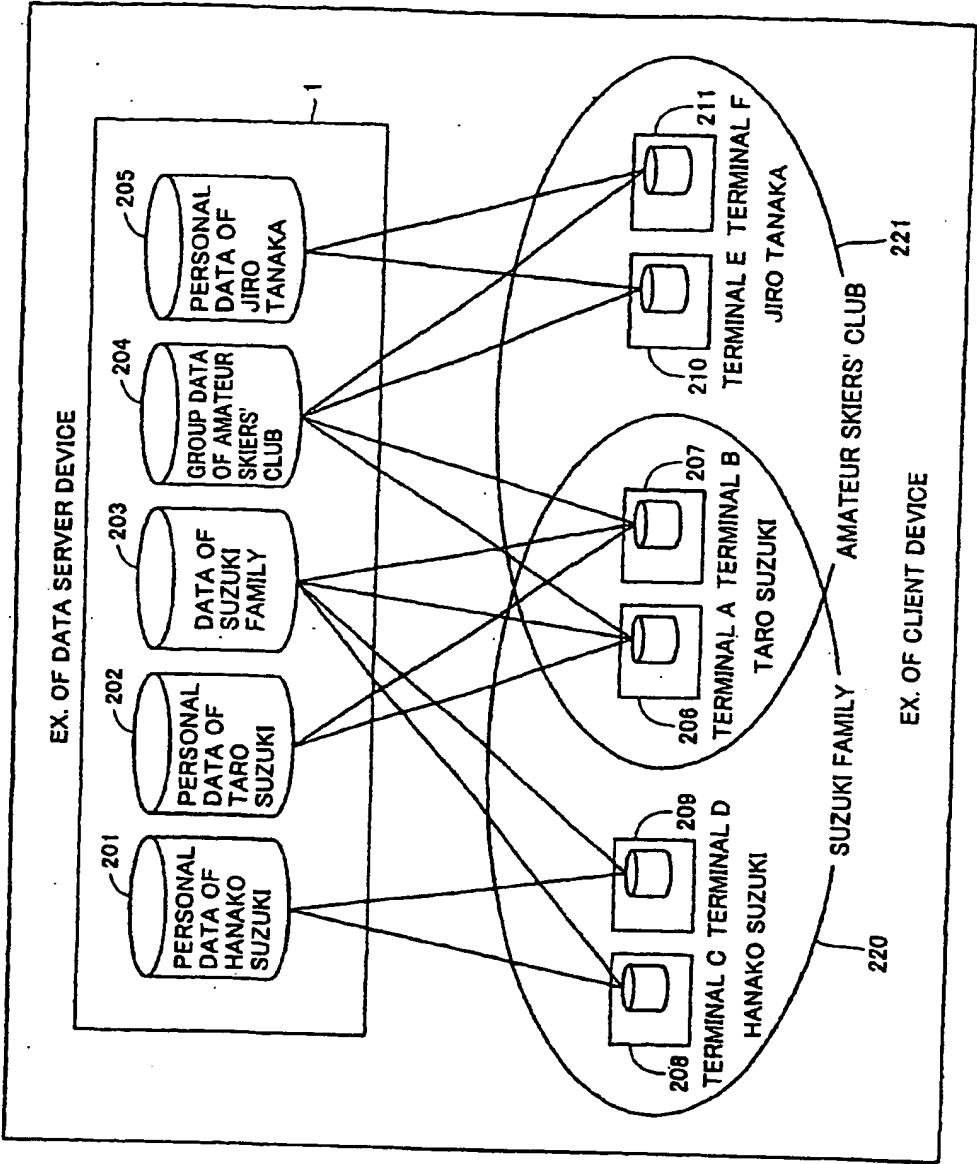 EX. OF DATA SERVER DEVICE
1
201
PERSONAL
DATA OF
HANAKO
SUZUKI
202
PERSONAL
DATA OF
TARO
SUZUKI
203
DATA OF
SUZUKI
FAMILY
204
GROUP DATA
OF AMATEUR
SKIERS'
CLUB
205
PERSONAL
DATA OF
JIRO
TANAKA
208
209
TERMINAL C TERMINAL D
HANAKO SUZUKI
206
207
TERMINAL A TERMINAL B
TARO SUZUKI
210
211
TERMINAL E TERMINAL F
JIRO TANAKA
220
SUZUKI FAMILY
AMATEUR SKIERS' CLUB
221
EX. OF CLIENT DEVICE